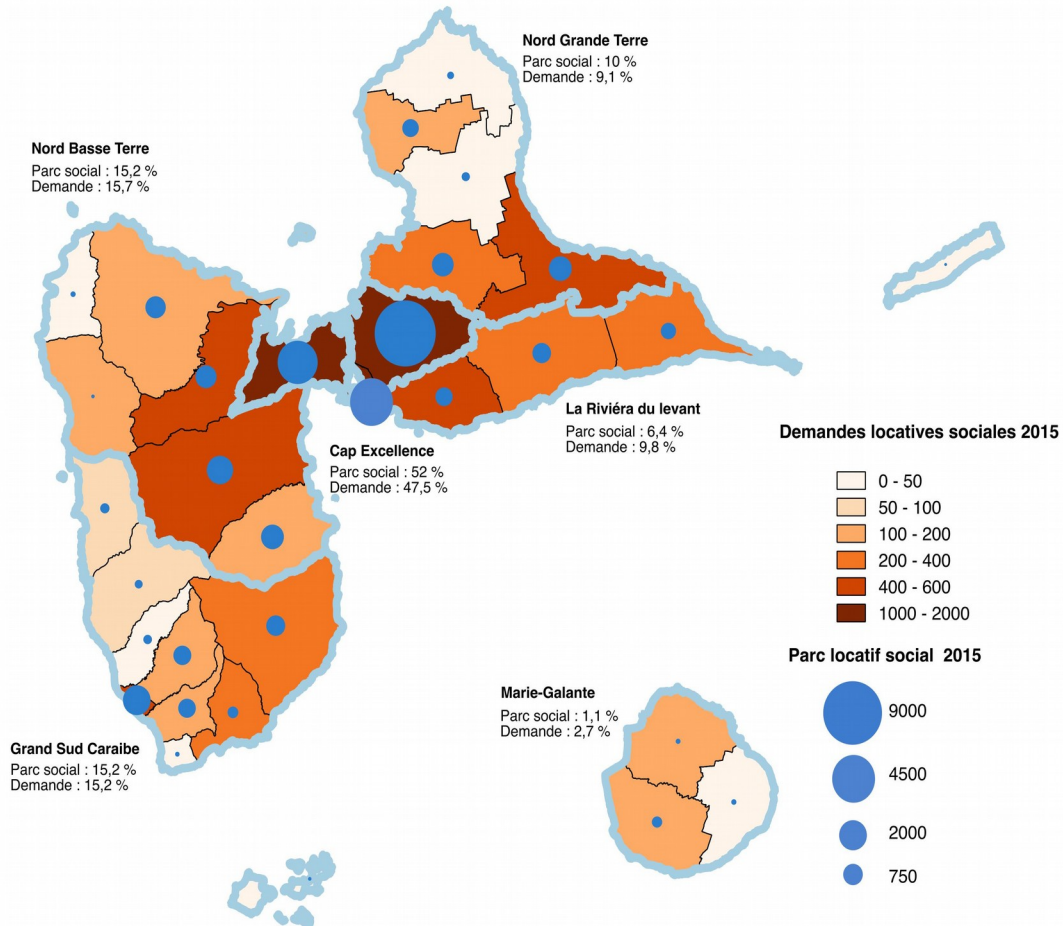 Nord Grande Terre
Parc social : 10 %
Demande : 9,1 %
Nord Basse Terre
Parc social : 15,2 %
Demande : 15,7 %
La Riviéra du levant
Parc social : 6,4 %
Demande : 9,8 %
Cap Excellence
Parc social : 52 %
Demande : 47,5 %
Demandes locatives sociales 2015
0 - 50
50 - 100
100 - 200
200 - 400
400 - 600
1000 - 2000
Parc locatif social 2015
9000
4500
2000
750
Marie-Galante
Parc social : 1,1 %
Demande : 2,7 %
Grand Sud Caraibe
Parc social : 15,2 %
Demande : 15,2 %